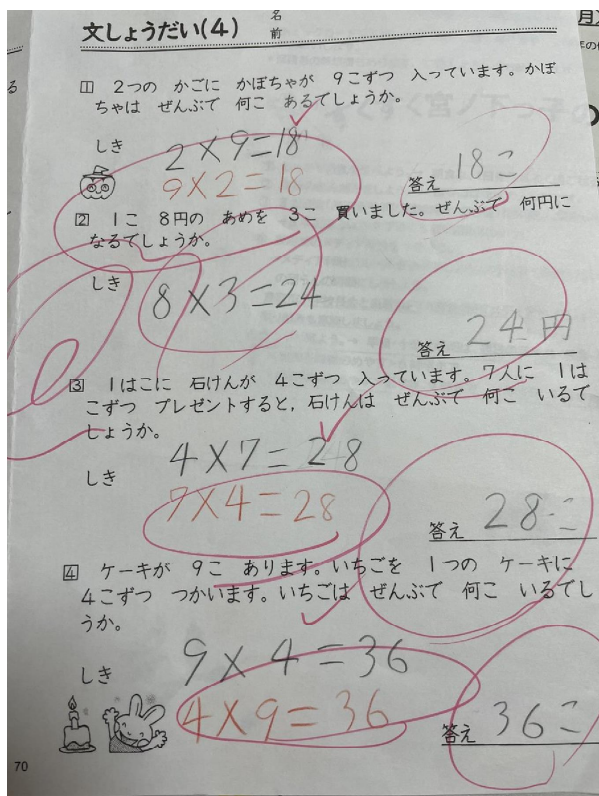 文しょうだい(4)
名前
1 2つの かごに かぼちゃが 9こずつ 入っています。かぼ
ちゃは ぜんぶで 何こ あるでしょうか。
しき
2×9=18
9×2=18
答え 18こ
2 1こ 8円の あめを 3こ 買いました。ぜんぶで 何円に
なるでしょうか。
しき
8×3=24
答え 24円
3 1はこに 石けんが 4こずつ 入っています。7人に 1は
こずつ プレゼントすると,石けんは ぜんぶで 何こ いるで
しょうか。
しき
4×7=28
7×4=28
答え 28こ
4 ケーキが 9こ あります。いちごを 1つの ケーキに
4こずつ つかいます。いちごは ぜんぶで 何こ いるでし
ょうか。
しき
9×4=36
4×9=36
答え 36こ
70